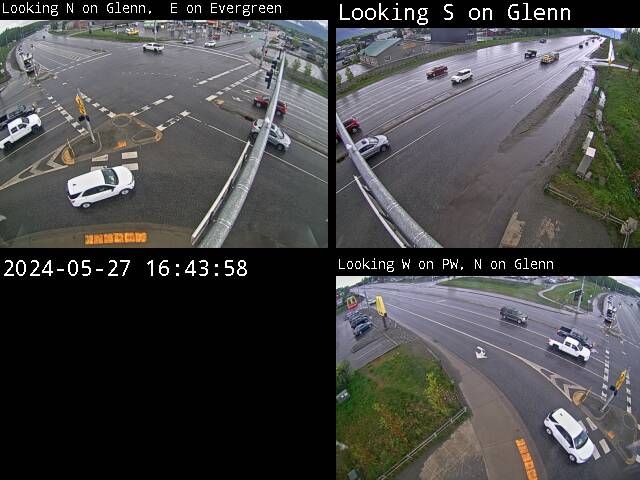 Looking N on Glenn, E on Evergreen
Looking S on Glenn
2024-05-27 16:43:58
Looking W on PW, N on Glenn